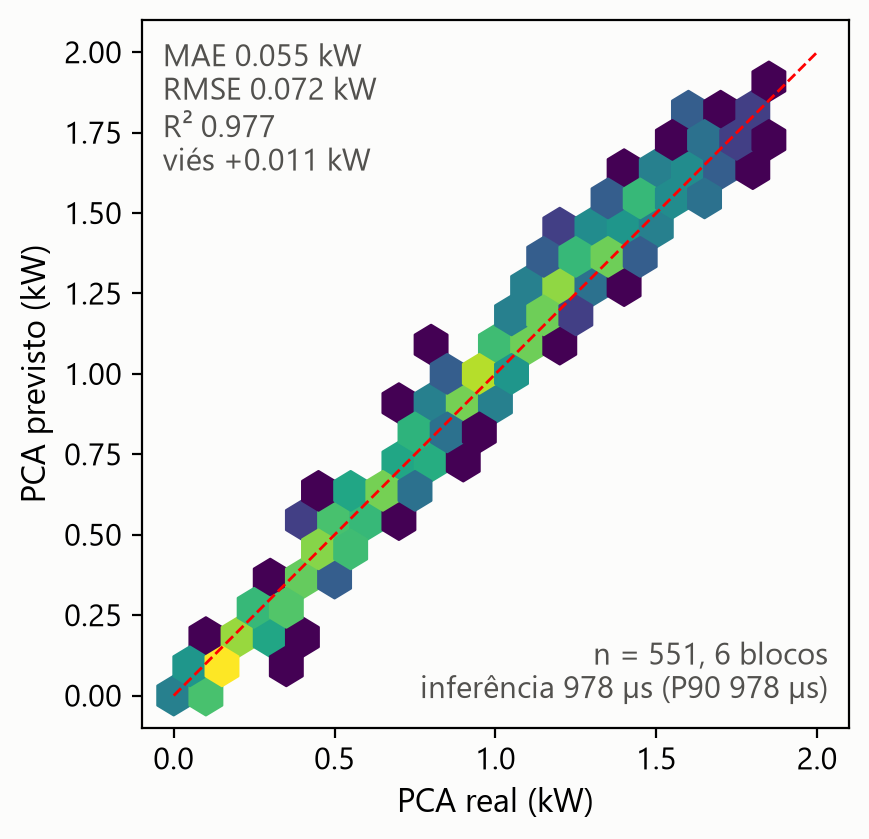 MAE 0.055 kW
RMSE 0.072 kW
R² 0.977
viés +0.011 kW
PCA previsto (kW)
2.00
1.75
1.50
1.25
1.00
0.75
0.50
0.25
0.00
n = 551, 6 blocos
inferência 978 µs (P90 978 µs)
0.0 0.5 1.0 1.5 2.0
PCA real (kW)